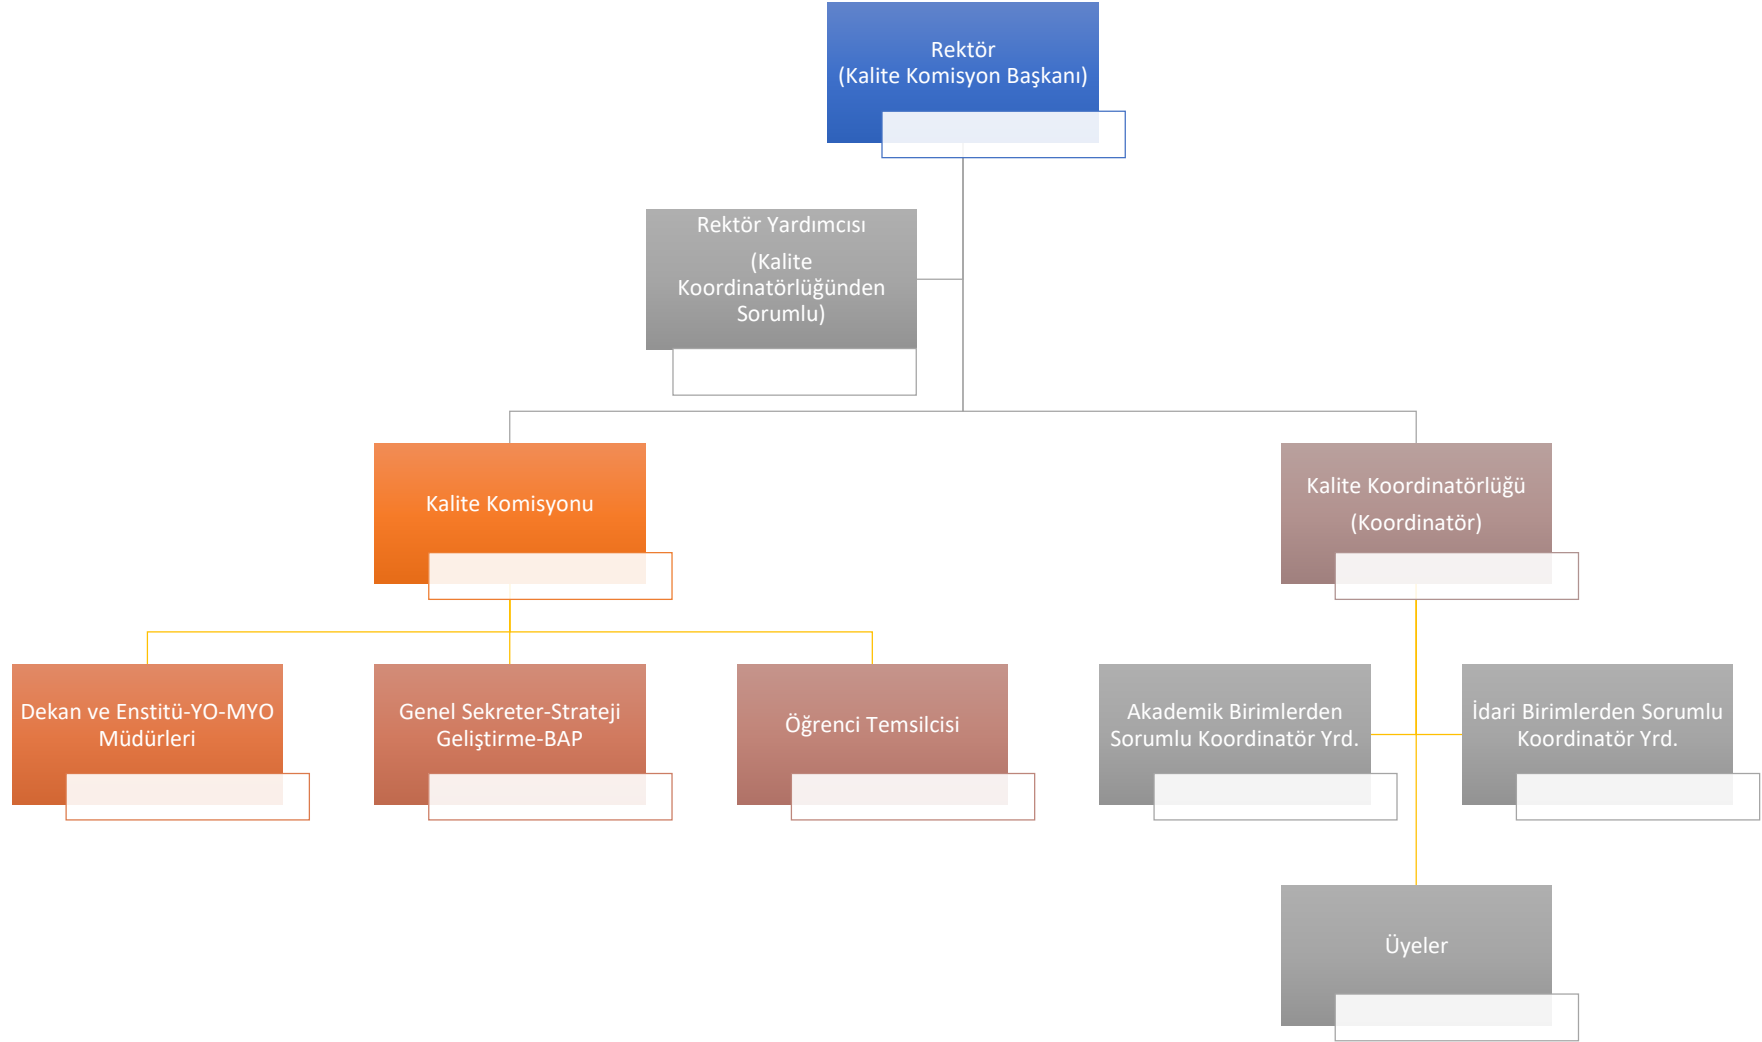 Rektör
(Kalite Komisyon Başkanı)
Rektör Yardımcısı
(Kalite
Koordinatörlüğünden
Sorumlu)
Kalite Komisyonu
Kalite Koordinatörlüğü
(Koordinatör)
Dekan ve Enstitü-YO-MYO
Müdürleri
Genel Sekreter-Strateji
Geliştirme-BAP
Öğrenci Temsilcisi
Akademik Birimlerden
Sorumlu Koordinatör Yrd.
İdari Birimlerden Sorumlu
Koordinatör Yrd.
Üyeler